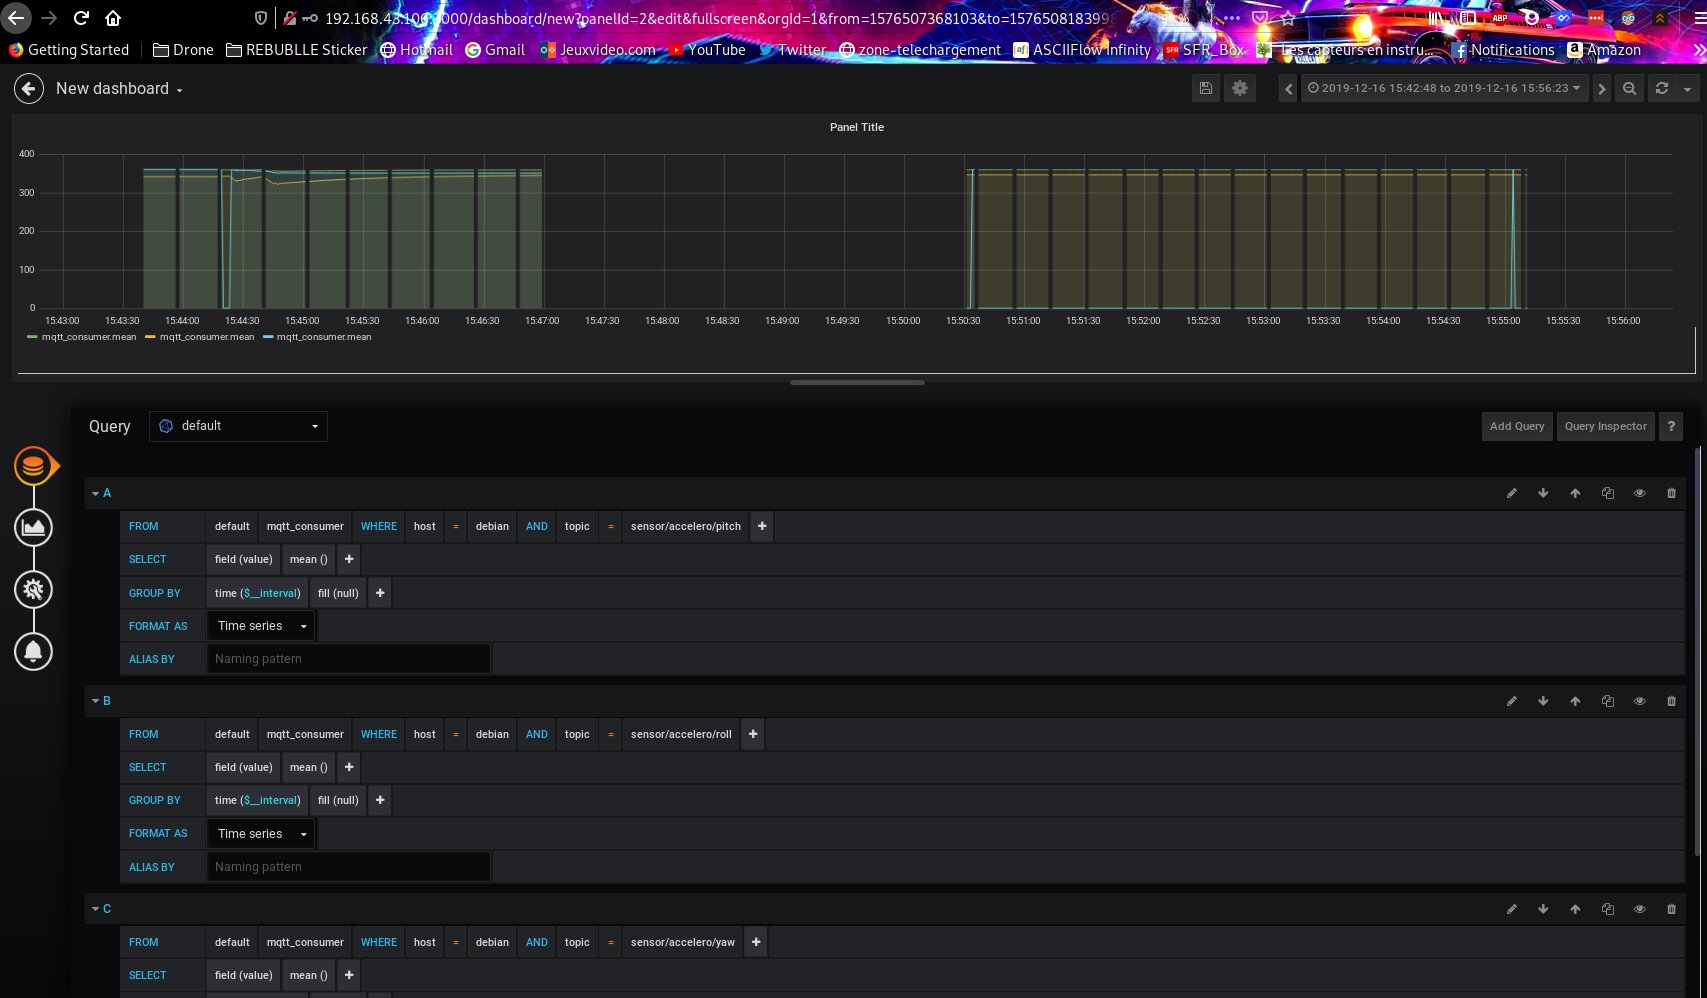 192.168.43.106:3000/dashboard/new?panelId=2&edit&fullscreen&orgId=1&from=1576507368103&to=1576508183998
Getting Started Drone REBUBLLE Sticker Hotmail Gmail Jeuxvideo.com YouTube Twitter zone-telechargement ASCIIFlow Infinity SFR_Box Les capteurs en instru... Notifications Amazon
New dashboard 2019-12-16 15:42:48 to 2019-12-16 15:56:23
Panel Title
400
300
200
100
0
15:43:00 15:43:30 15:44:00 15:44:30 15:45:00 15:45:30 15:46:00 15:46:30 15:47:00 15:47:30 15:48:00 15:48:30 15:49:00 15:49:30 15:50:00 15:50:30 15:51:00 15:51:30 15:52:00 15:52:30 15:53:00 15:53:30 15:54:00 15:54:30 15:55:00 15:55:30 15:56:00
mqtt_consumer.mean mqtt_consumer.mean mqtt_consumer.mean
Query default Add Query Query Inspector ?
A
FROM default mqtt_consumer WHERE host = debian AND topic = sensor/accelero/pitch +
SELECT field (value) mean () +
GROUP BY time ($__interval) fill (null) +
FORMAT AS Time series
ALIAS BY Naming pattern
B
FROM default mqtt_consumer WHERE host = debian AND topic = sensor/accelero/roll +
SELECT field (value) mean () +
GROUP BY time ($__interval) fill (null) +
FORMAT AS Time series
ALIAS BY Naming pattern
C
FROM default mqtt_consumer WHERE host = debian AND topic = sensor/accelero/yaw +
SELECT field (value) mean () +